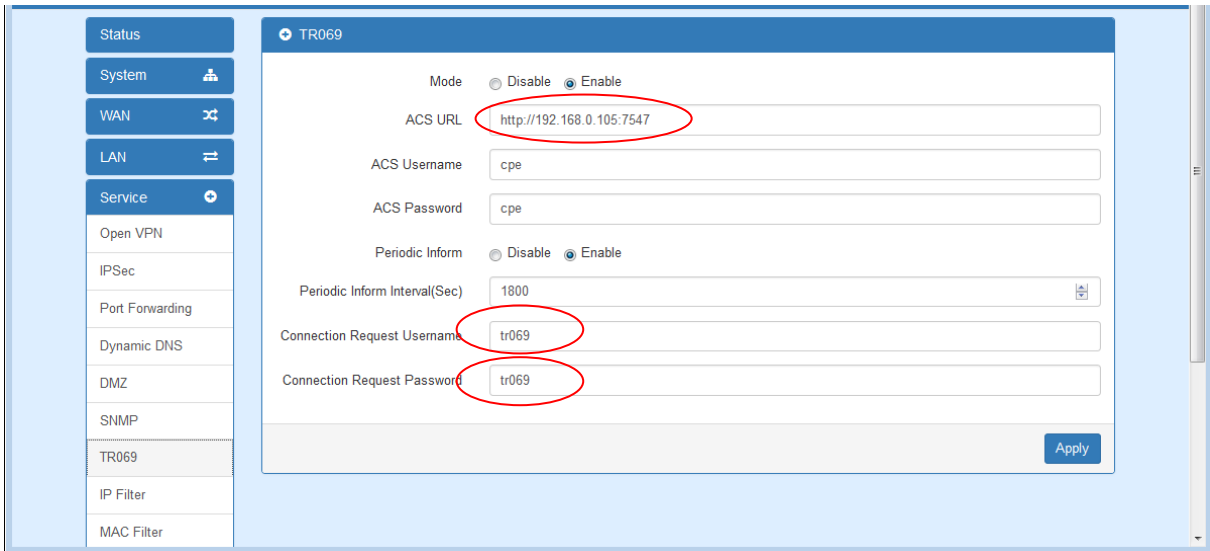 Status
System
WAN
LAN
Service
Open VPN
IPSec
Port Forwarding
Dynamic DNS
DMZ
SNMP
TR069
IP Filter
MAC Filter
TR069
Mode Disable Enable
ACS URL http://192.168.0.105:7547
ACS Username cpe
ACS Password cpe
Periodic Inform Disable Enable
Periodic Inform Interval(Sec) 1800
Connection Request Username tr069
Connection Request Password tr069
Apply